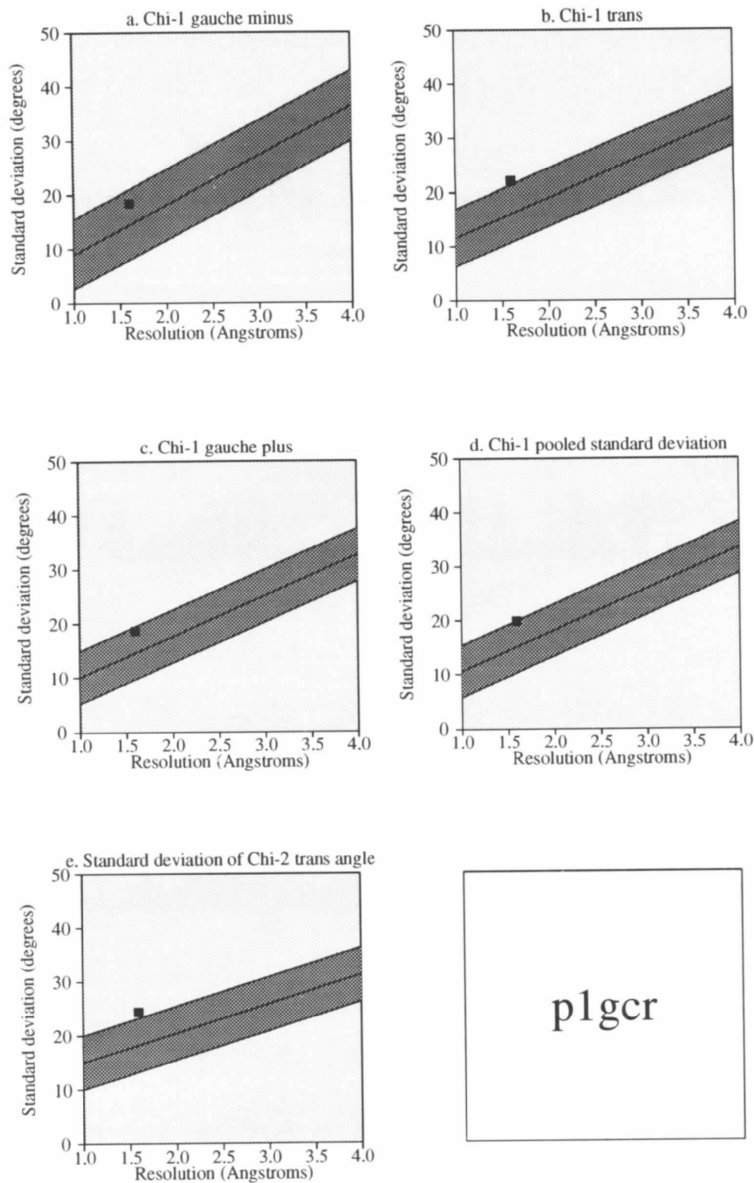 a. Chi-1 gauche minus
50
40
30
20
10
0
Standard deviation (degrees)
1.0 1.5 2.0 2.5 3.0 3.5 4.0
Resolution (Angstroms)
b. Chi-1 trans
50
40
30
20
10
0
Standard deviation (degrees)
1.0 1.5 2.0 2.5 3.0 3.5 4.0
Resolution (Angstroms)
c. Chi-1 gauche plus
50
40
30
20
10
0
Standard deviation (degrees)
1.0 1.5 2.0 2.5 3.0 3.5 4.0
Resolution (Angstroms)
d. Chi-1 pooled standard deviation
50
40
30
20
10
0
Standard deviation (degrees)
1.0 1.5 2.0 2.5 3.0 3.5 4.0
Resolution (Angstroms)
e. Standard deviation of Chi-2 trans angle
50
40
30
20
10
0
Standard deviation (degrees)
1.0 1.5 2.0 2.5 3.0 3.5 4.0
Resolution (Angstroms)
p1gcr